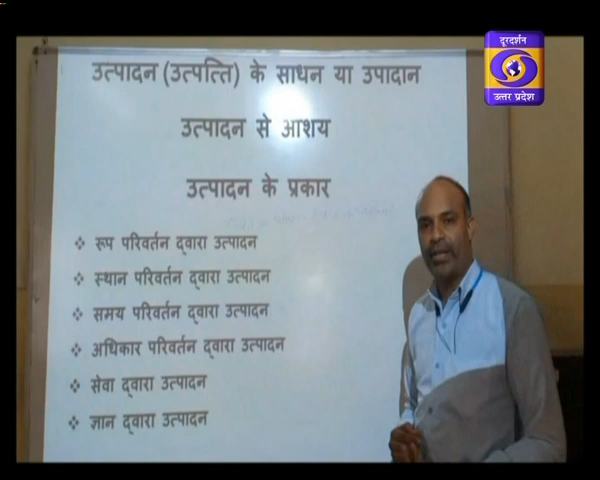 दूरदर्शन
उत्तर प्रदेश
उत्पादन (उत्पत्ति) के साधन या उपादान
उत्पादन से आशय
उत्पादन के प्रकार
❖ रूप परिवर्तन द्वारा उत्पादन
❖ स्थान परिवर्तन द्वारा उत्पादन
❖ समय परिवर्तन द्वारा उत्पादन
❖ अधिकार परिवर्तन द्वारा उत्पादन
❖ सेवा द्वारा उत्पादन
❖ ज्ञान द्वारा उत्पादन